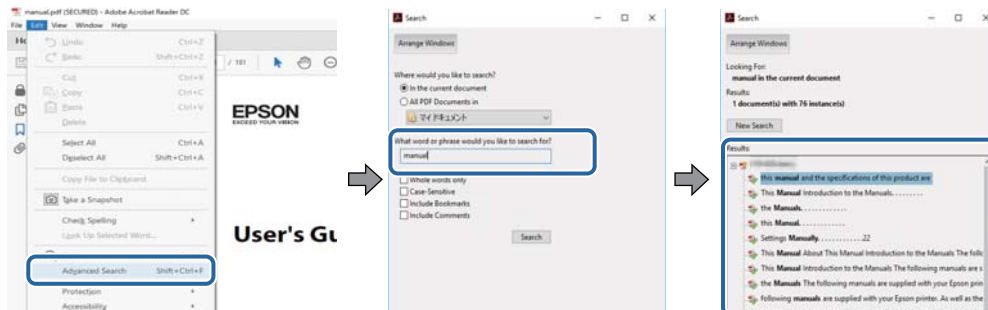 manual.pdf (SECURED) - Adobe Acrobat Reader DC
File Edit View Window Help
Undo Ctrl+Z
Redo Shift+Ctrl+Z
Cut Ctrl+X
Copy Ctrl+C
Paste Ctrl+V
Delete
Select All Ctrl+A
Deselect All Shift+Ctrl+A
Copy File to Clipboard
Take a Snapshot
Check Spelling
Look Up Selected Word...
Advanced Search Shift+Ctrl+F
Protection
Accessibility
/ 191
EPSON
EXCEED YOUR VISION
User's Gu
Search
Arrange Windows
Where would you like to search?
In the current document
All PDF Documents in
マイ ドキュメント
What word or phrase would you like to search for?
manual
Whole words only
Case-Sensitive
Include Bookmarks
Include Comments
Search
Search
Arrange Windows
Looking For:
manual in the current document
Results:
1 document(s) with 76 instance(s)
New Search
Results:
this manual and the specifications of this product are
This Manual Introduction to the Manuals.........
the Manuals.............
this Manual.............
Settings Manually.............22
This Manual About This Manual Introduction to the Manuals The follo
This Manual Introduction to the Manuals The following manuals are s
the Manuals The following manuals are supplied with your Epson prin
following manuals are supplied with your Epson printer. As well as the